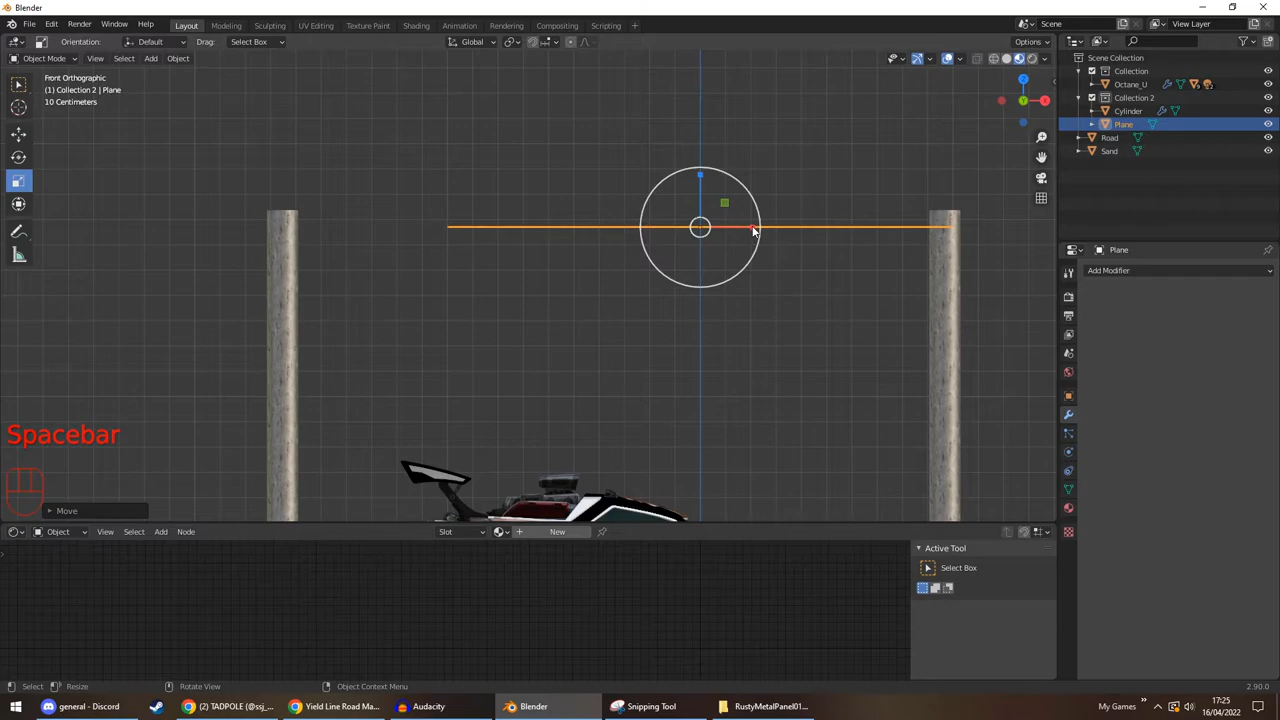 Blender
File Edit Render Window Help Layout Modeling Sculpting UV Editing Texture Paint Shading Animation Rendering Compositing Scripting + Scene View Layer
Orientation: Default Drag: Select Box Global Options
Object Mode View Select Add Object
Front Orthographic
(1) Collection 2 | Plane
10 Centimeters
Scene Collection
Collection
Octane_U
Collection 2
Cylinder
Plane
Road
Sand
Plane
Add Modifier
Spacebar
Move
Object View Select Add Node Slot New
Active Tool
Select Box
Select Resize Rotate View Object Context Menu 2.90.0
general - Discord (2) TADPOLE (@ssj_... Yield Line Road Ma... Audacity Blender Snipping Tool RustyMetalPanel01... My Games 17:25
16/04/2022